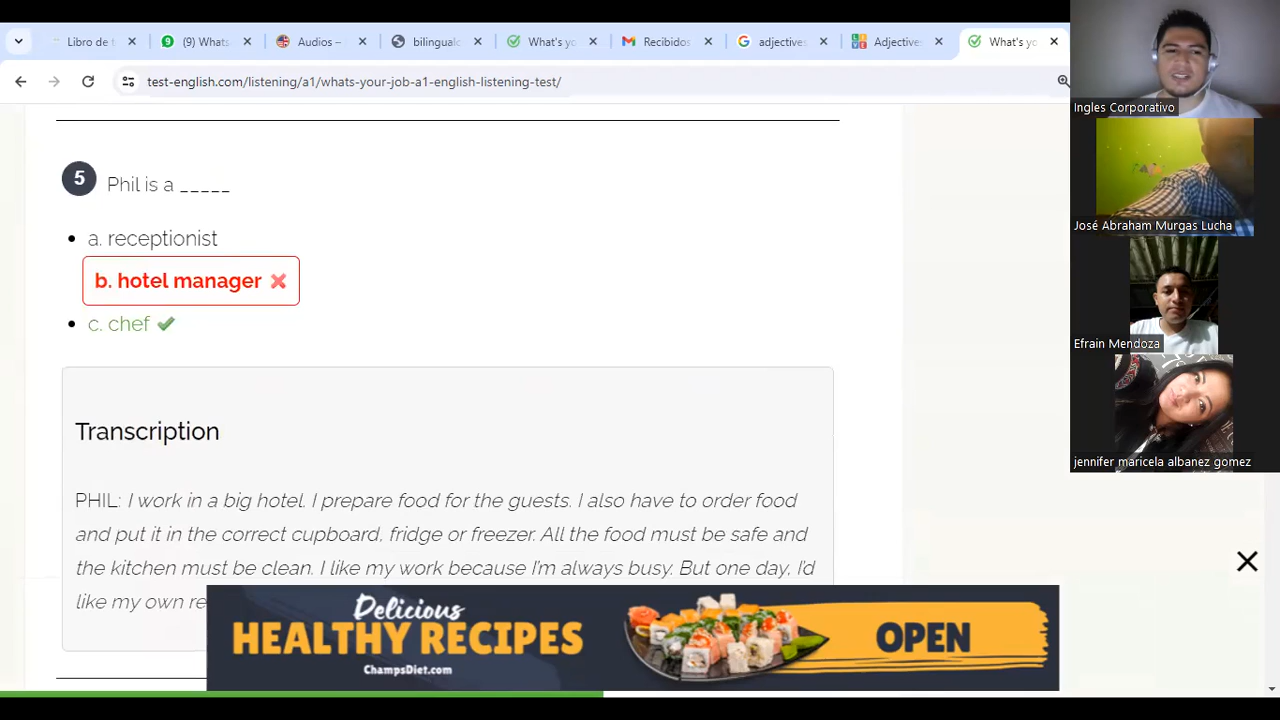 Libro de t
9
(9) Whats
Audios –
bilingualc
What's yo
Recibidos
adjectives
Adjective
What's yo
test-english.com/listening/a1/whats-your-job-a1-english-listening-test/
5 Phil is a _____
a. receptionist
b. hotel manager
c. chef
Transcription
PHIL: I work in a big hotel. I prepare food for the guests. I also have to order food
and put it in the correct cupboard, fridge or freezer. All the food must be safe and
the kitchen must be clean. I like my work because I'm always busy. But one day, I'd
like my own re
Delicious
HEALTHY RECIPES
ChampsDiet.com
OPEN
Ingles Corporativo
José Abraham Murgas Lucha
Efrain Mendoza
jennifer maricela albanez gomez